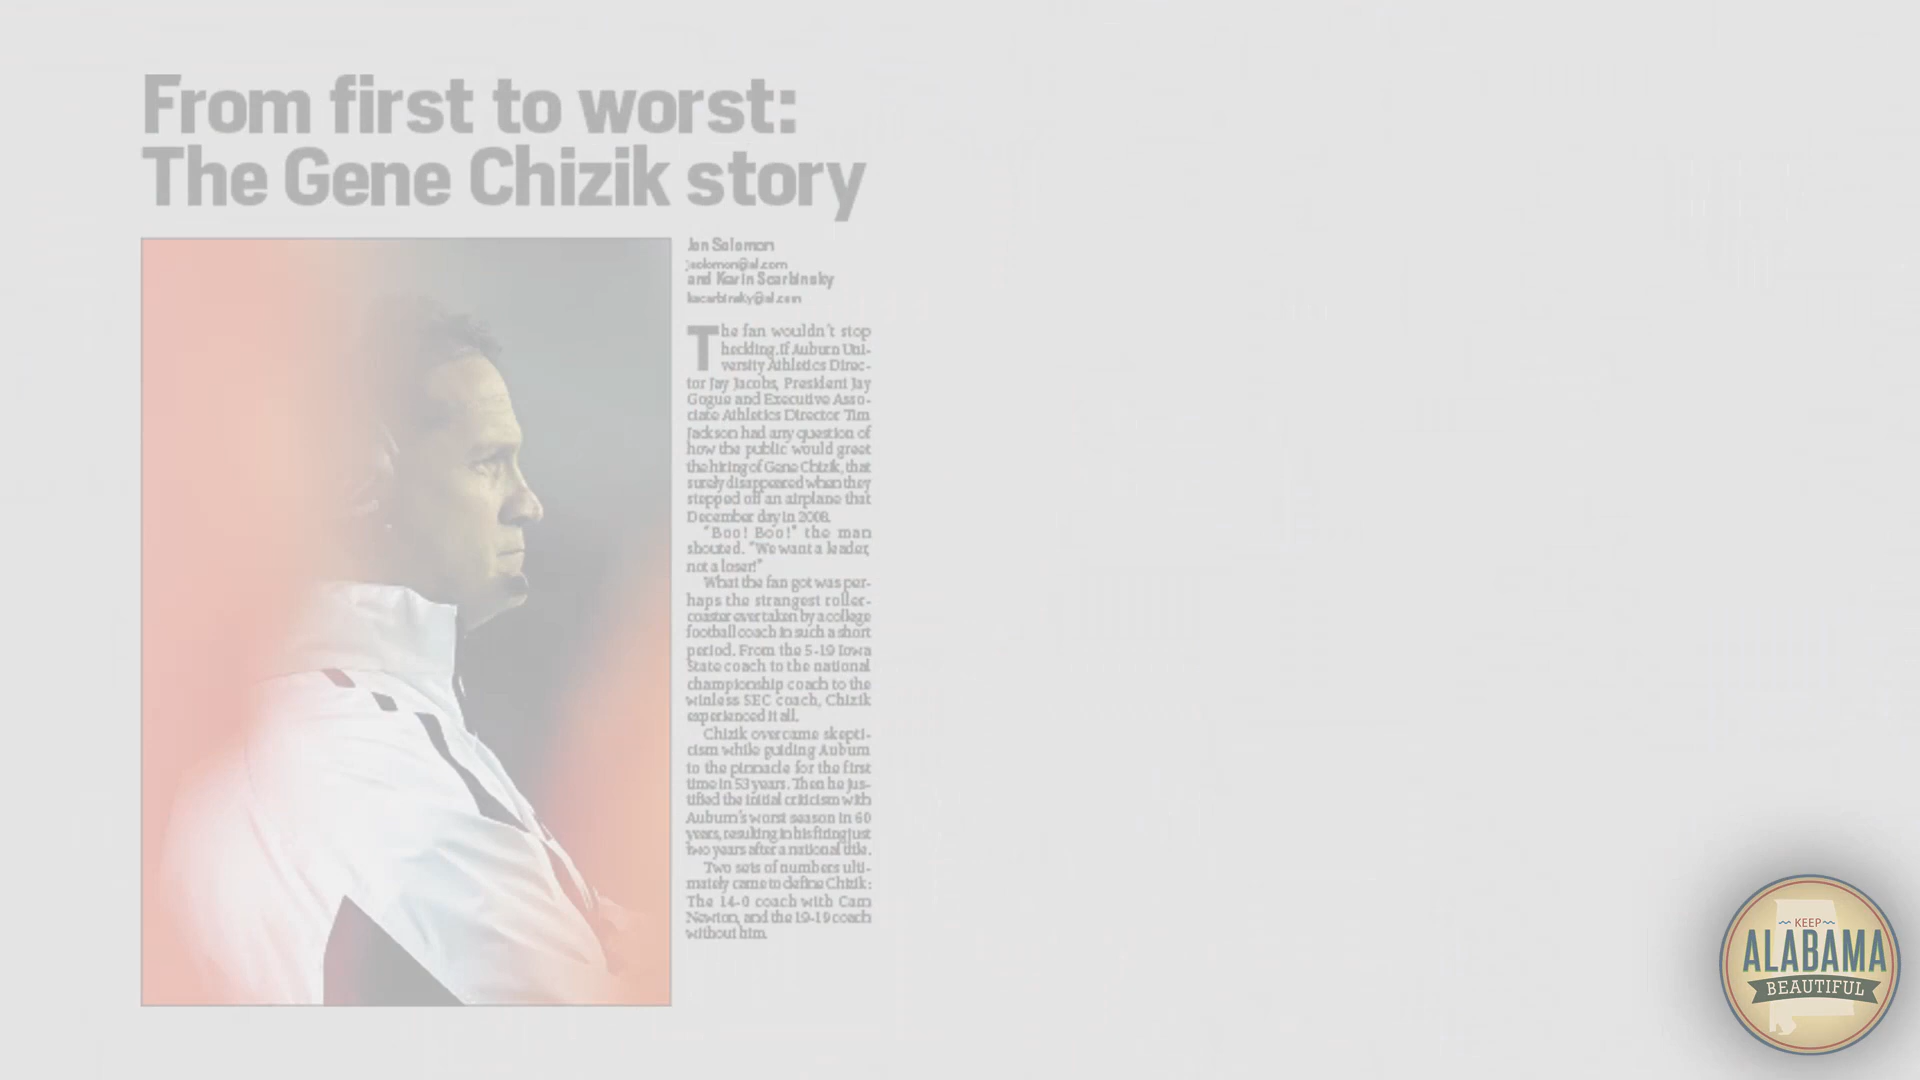 From first to worst:
The Gene Chizik story
Jon Solomon
jsolomon@al.com
and Kevin Scarbinsky
kscarbinsky@al.com
The fan wouldn't stop
heckling. If Auburn Uni-
versity Athletics Direc-
tor Jay Jacobs, President Jay
Gogue and Executive Asso-
ciate Athletics Director Tim
Jackson had any question of
how the public would greet
the hiring of Gene Chizik, that
surely disappeared when they
stepped off an airplane that
December day in 2008.
"Boo! Boo!" the man
shouted. "We want a leader,
not a loser!"
What the fan got was per-
haps the strangest roller-
coaster ever taken by a college
football coach in such a short
period. From the 5-19 Iowa
State coach to the national
championship coach to the
winless SEC coach, Chizik
experienced it all.
Chizik overcame skepti-
cism while guiding Auburn
to the pinnacle for the first
time in 53 years. Then he jus-
tified the initial criticism with
Auburn's worst season in 60
years, resulting in his firing just
two years after a national title.
Two sets of numbers ulti-
mately came to define Chizik:
The 14-0 coach with Cam
Newton, and the 19-19 coach
without him.
KEEP
ALABAMA
BEAUTIFUL